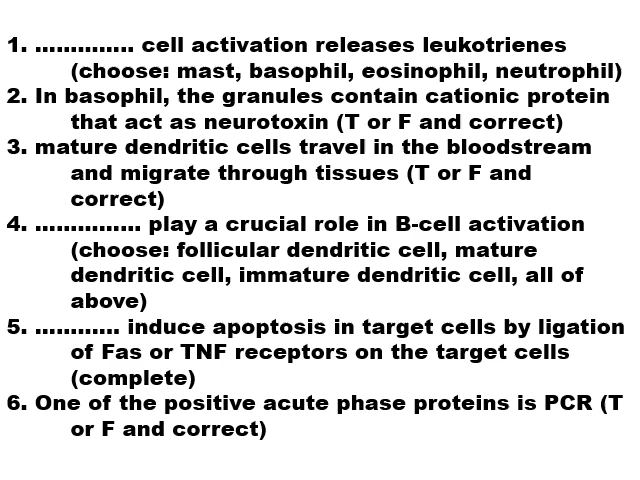 1. .............. cell activation releases leukotrienes
(choose: mast, basophil, eosinophil, neutrophil)
2. In basophil, the granules contain cationic protein
that act as neurotoxin (T or F and correct)
3. mature dendritic cells travel in the bloodstream
and migrate through tissues (T or F and
correct)
4. ............... play a crucial role in B-cell activation
(choose: follicular dendritic cell, mature
dendritic cell, immature dendritic cell, all of
above)
5. ............ induce apoptosis in target cells by ligation
of Fas or TNF receptors on the target cells
(complete)
6. One of the positive acute phase proteins is PCR (T
or F and correct)